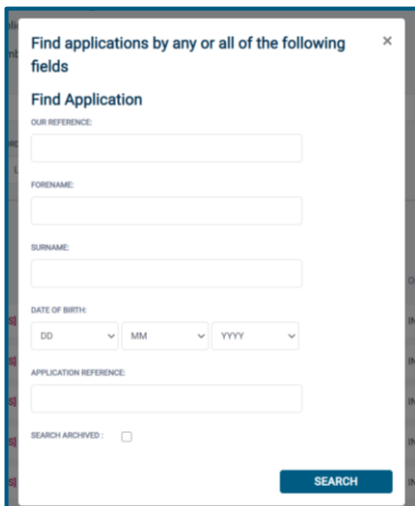 Find applications by any or all of the following
fields
×
Find Application
OUR REFERENCE:
FORENAME:
SURNAME:
DATE OF BIRTH:
DD MM YYYY
APPLICATION REFERENCE:
SEARCH ARCHIVED :
SEARCH